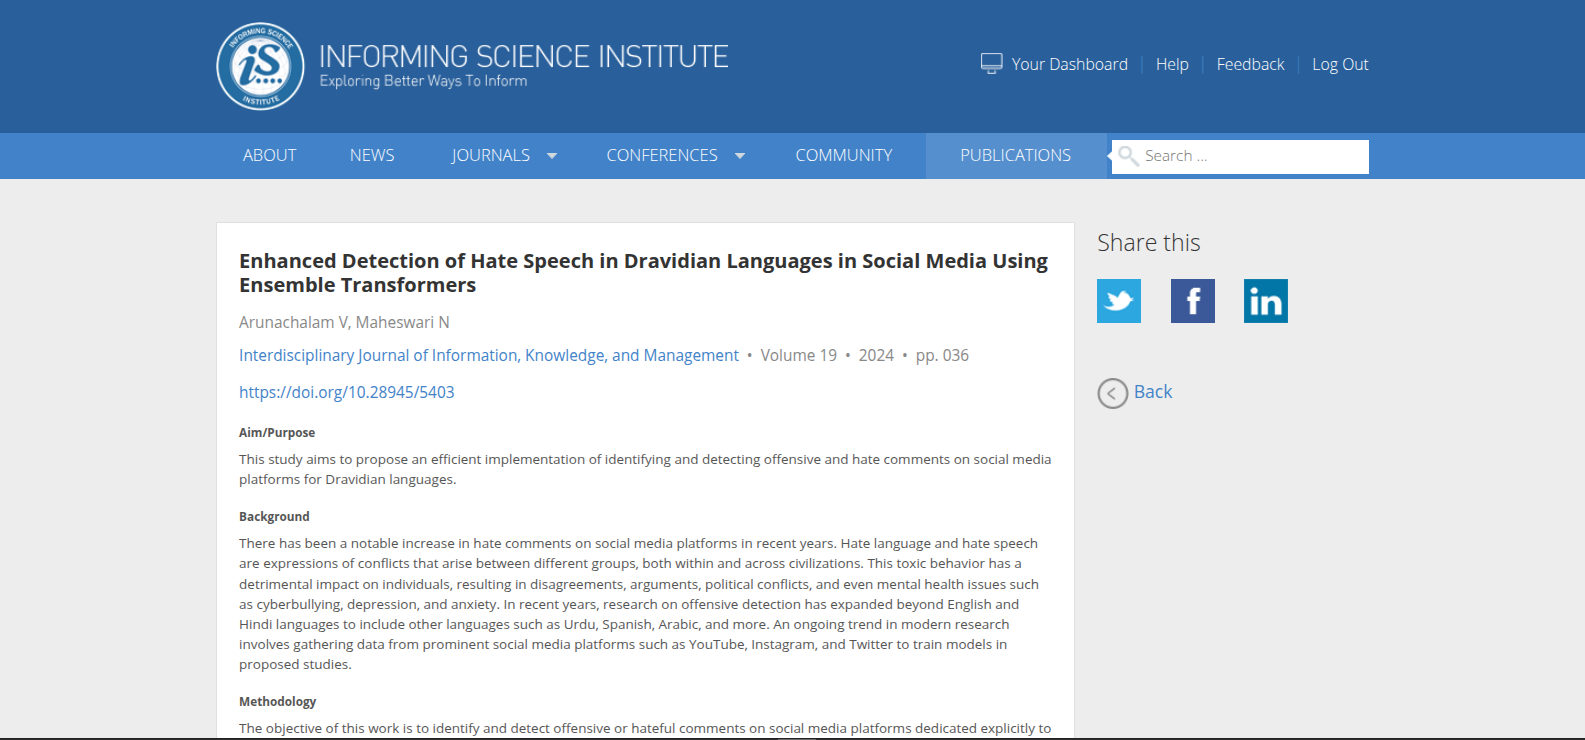 INFORMING SCIENCE INSTITUTE
iS
INSTITUTE
INFORMING SCIENCE INSTITUTE
Exploring Better Ways To Inform
Your Dashboard
Help
Feedback
Log Out
ABOUT
NEWS
JOURNALS
CONFERENCES
COMMUNITY
PUBLICATIONS
Search ...
Enhanced Detection of Hate Speech in Dravidian Languages in Social Media Using
Ensemble Transformers
Arunachalam V, Maheswari N
Interdisciplinary Journal of Information, Knowledge, and Management • Volume 19 • 2024 • pp. 036
https://doi.org/10.28945/5403
Aim/Purpose
This study aims to propose an efficient implementation of identifying and detecting offensive and hate comments on social media
platforms for Dravidian languages.
Background
There has been a notable increase in hate comments on social media platforms in recent years. Hate language and hate speech
are expressions of conflicts that arise between different groups, both within and across civilizations. This toxic behavior has a
detrimental impact on individuals, resulting in disagreements, arguments, political conflicts, and even mental health issues such
as cyberbullying, depression, and anxiety. In recent years, research on offensive detection has expanded beyond English and
Hindi languages to include other languages such as Urdu, Spanish, Arabic, and more. An ongoing trend in modern research
involves gathering data from prominent social media platforms such as YouTube, Instagram, and Twitter to train models in
proposed studies.
Methodology
The objective of this work is to identify and detect offensive or hateful comments on social media platforms dedicated explicitly to
Share this
f
in
Back